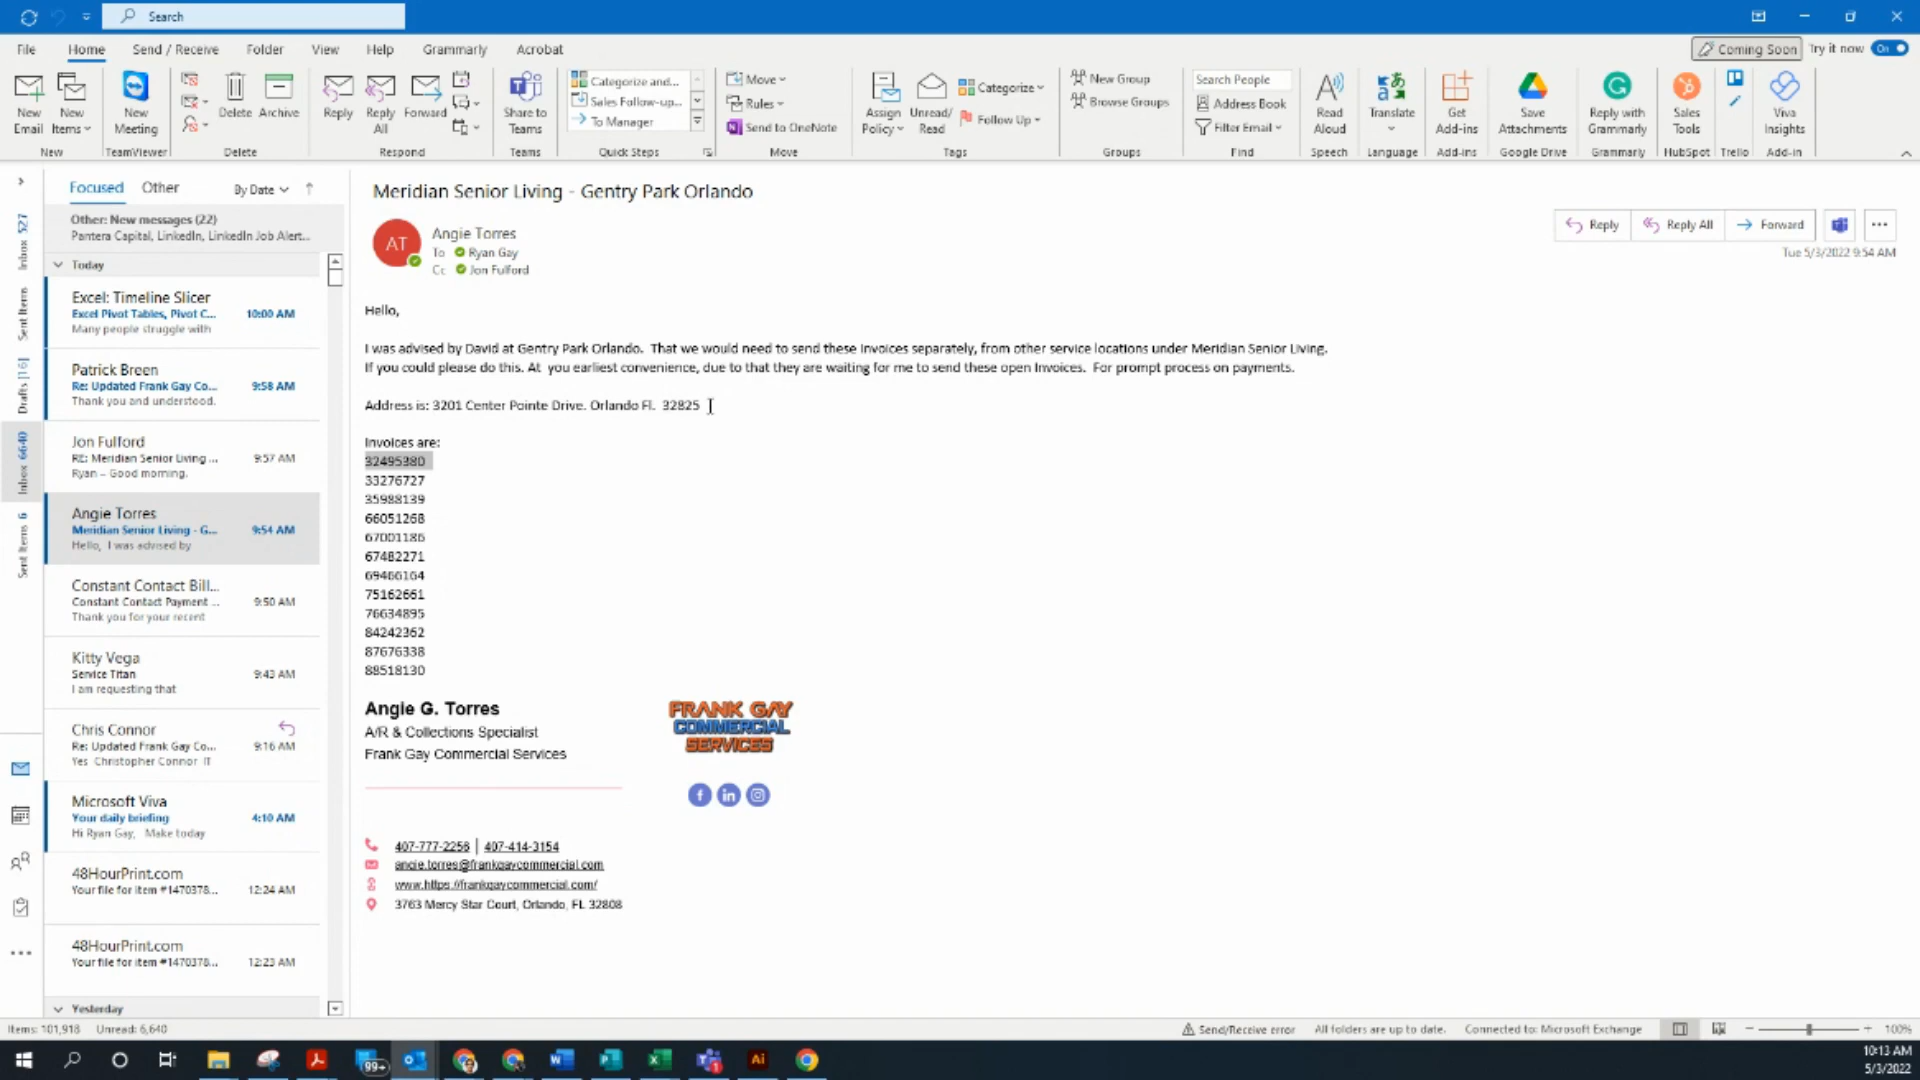 Search
File Home Send / Receive Folder View Help Grammarly Acrobat
Coming Soon Try it now On
New Email
New Items
New Meeting
Delete
Archive
Reply
Reply All
Forward
Share to Teams
Categorize and...
Sales Follow-up...
To Manager
Move
Rules
Send to OneNote
Assign Policy
Unread/ Read
Categorize
Follow Up
New Group
Browse Groups
Search People
Address Book
Filter Email
Read Aloud
Translate
Get Add-ins
Save Attachments
Reply with Grammarly
Sales Tools
Viva Insights
New TeamViewer Delete Respond Teams Quick Steps Move Tags Groups Find Speech Language Add-ins Google Drive Grammarly HubSpot Trello Add-in
Inbox 527
Sent Items
Drafts [16]
Inbox 6640
Sent Items 6
Focused Other By Date
Other: New messages (22)
Pantera Capital, LinkedIn, LinkedIn Job Alert...
Today
Excel: Timeline Slicer
Excel Pivot Tables, Pivot C... 10:00 AM
Many people struggle with
Patrick Breen
Re: Updated Frank Gay Co... 9:58 AM
Thank you and understood.
Jon Fulford
RE: Meridian Senior Living ... 9:57 AM
Ryan – Good morning.
Angie Torres
Meridian Senior Living - G... 9:54 AM
Hello, I was advised by
Constant Contact Bill...
Constant Contact Payment ... 9:50 AM
Thank you for your recent
Kitty Vega
Service Titan 9:43 AM
I am requesting that
Chris Connor
Re: Updated Frank Gay Co... 9:16 AM
Yes Christopher Connor IT
Microsoft Viva
Your daily briefing 4:10 AM
Hi Ryan Gay, Make today
48HourPrint.com
Your file for item #1470378... 12:24 AM
48HourPrint.com
Your file for item #1470378... 12:23 AM
Yesterday
Meridian Senior Living - Gentry Park Orlando
AT
Angie Torres
To Ryan Gay
Cc Jon Fulford
Reply Reply All Forward
Tue 5/3/2022 9:54 AM
Hello,
I was advised by David at Gentry Park Orlando. That we would need to send these Invoices separately, from other service locations under Meridian Senior Living.
If you could please do this. At you earliest convenience, due to that they are waiting for me to send these open Invoices. For prompt process on payments.
Address is: 3201 Center Pointe Drive. Orlando Fl. 32825
Invoices are:
32495380
33276727
35988139
66051268
67001186
67482271
69466164
75162661
76634895
84242362
87676338
88518130
Angie G. Torres
A/R & Collections Specialist
Frank Gay Commercial Services
FRANK GAY
COMMERCIAL
SERVICES
407-777-2256 | 407-414-3154
angie.torres@frankgaycommercial.com
www.https://frankgaycommercial.com/
3763 Mercy Star Court, Orlando, FL 32808
Items: 101,918 Unread: 6,640
Send/Receive error All folders are up to date. Connected to: Microsoft Exchange 100%
99+
10:13 AM
5/3/2022